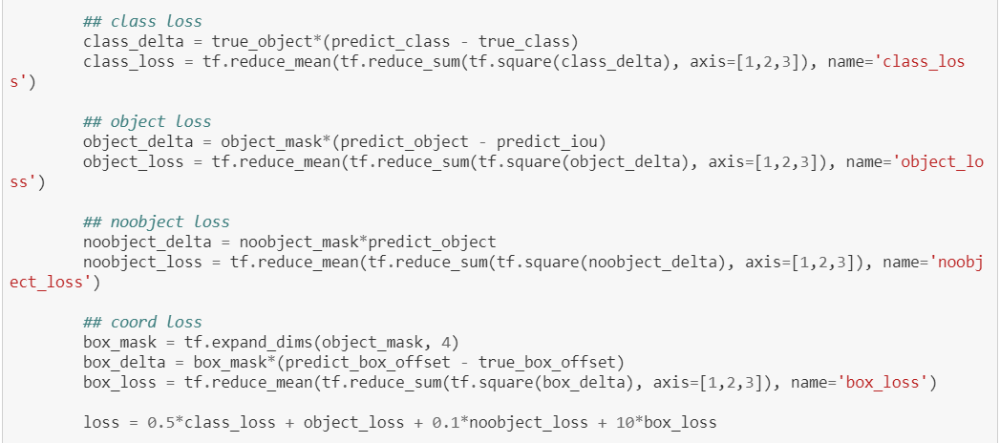 ## class loss
class_delta = true_object*(predict_class - true_class)
class_loss = tf.reduce_mean(tf.reduce_sum(tf.square(class_delta), axis=[1,2,3]), name='class_los
s')
## object loss
object_delta = object_mask*(predict_object - predict_iou)
object_loss = tf.reduce_mean(tf.reduce_sum(tf.square(object_delta), axis=[1,2,3]), name='object_lo
ss')
## noobject loss
noobject_delta = noobject_mask*predict_object
noobject_loss = tf.reduce_mean(tf.reduce_sum(tf.square(noobject_delta), axis=[1,2,3]), name='noobj
ect_loss')
## coord loss
box_mask = tf.expand_dims(object_mask, 4)
box_delta = box_mask*(predict_box_offset - true_box_offset)
box_loss = tf.reduce_mean(tf.reduce_sum(tf.square(box_delta), axis=[1,2,3]), name='box_loss')
loss = 0.5*class_loss + object_loss + 0.1*noobject_loss + 10*box_loss